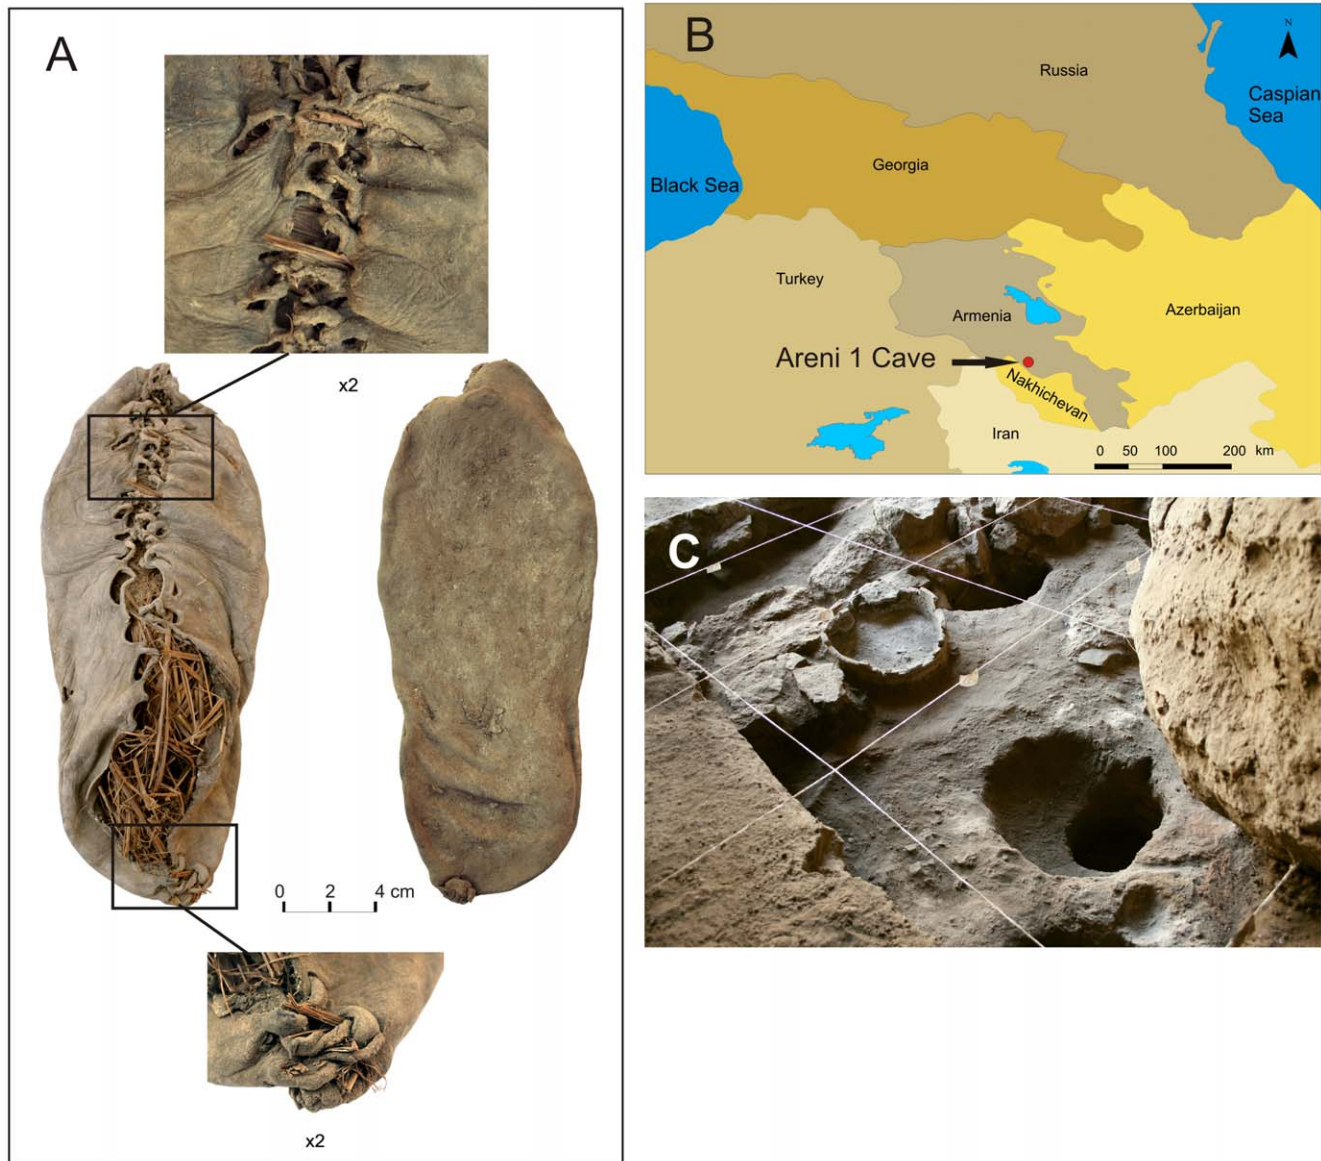 A
x2
0 2 4 cm
x2
B
N
Russia
Caspian
Sea
Georgia
Black Sea
Turkey
Armenia
Azerbaijan
Areni 1 Cave
Nakhichevan
Iran
0 50 100 200 km
C